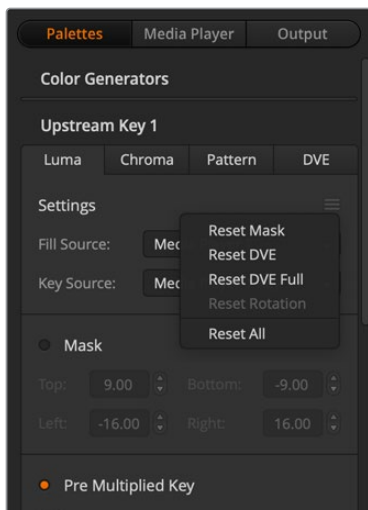 Palettes Media Player Output
Color Generators
Upstream Key 1
Luma Chroma Pattern DVE
Settings
Fill Source: Med
Key Source: Med
Reset Mask
Reset DVE
Reset DVE Full
Reset Rotation
Reset All
Mask
Top: 9.00 Bottom: -9.00
Left: -16.00 Right: 16.00
Pre Multiplied Key